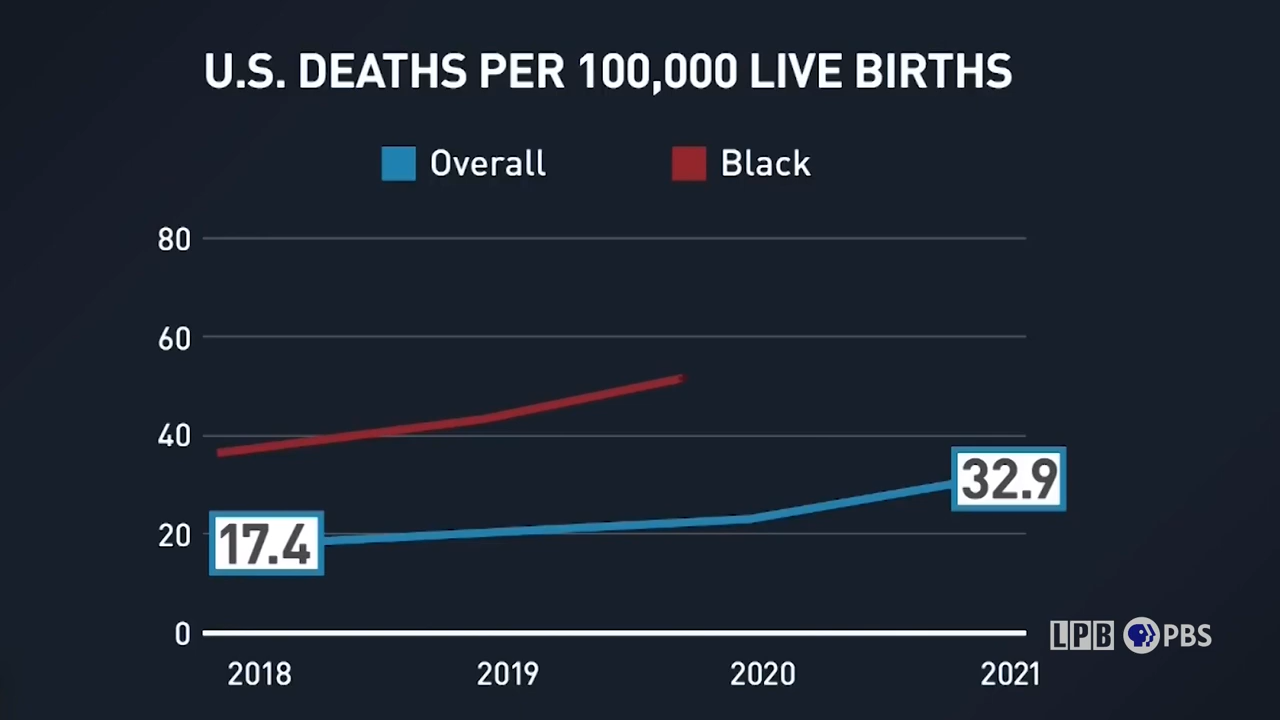 U.S. DEATHS PER 100,000 LIVE BIRTHS
Overall Black
80
60
40
32.9
20
17.4
0
2018 2019 2020 2021
LPB PBS